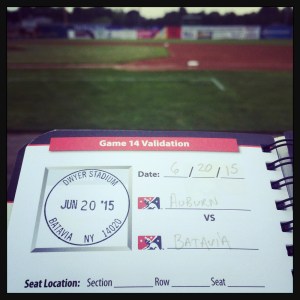 Game 14 Validation
DWYER STADIUM
JUN 20 '15
BATAVIA NY 14020
Date: 6 / 20 / 15
AUBURN
VS
BATAVIA
Seat Location: Section Row Seat